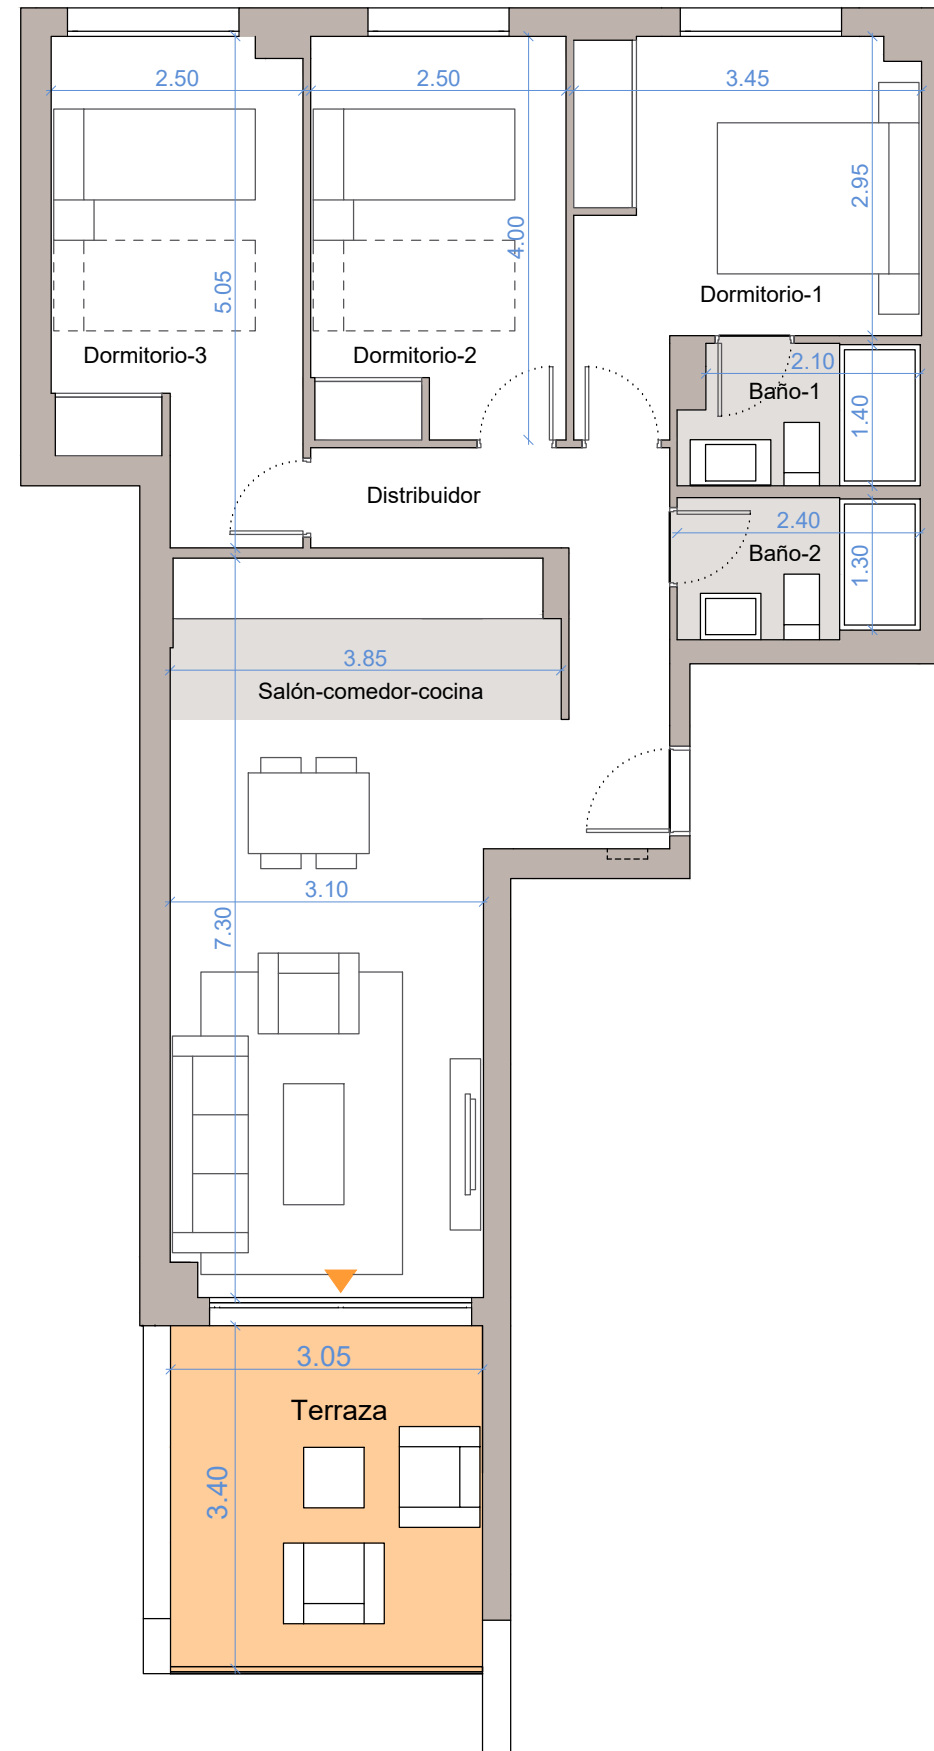 2.50
2.50
3.45
2.95
4.00
5.05
Dormitorio-1
Dormitorio-3
Dormitorio-2
2.10
Baño-1
1.40
Distribuidor
2.40
Baño-2
1.30
3.85
Salón-comedor-cocina
3.10
7.30
3.05
Terraza
3.40